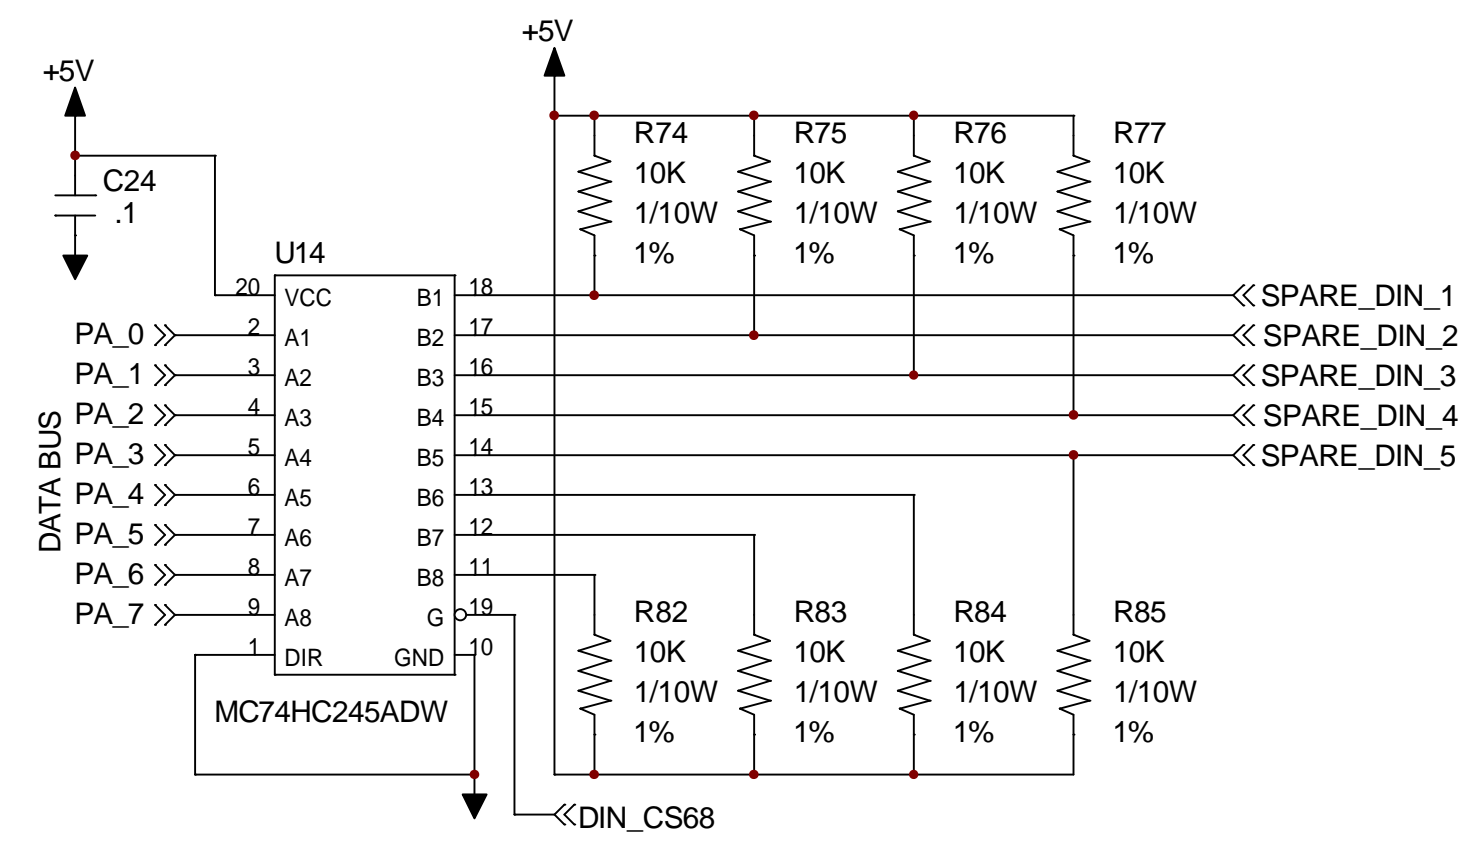 +5V
+5V
R74
10K
1/10W
1%
R75
10K
1/10W
1%
R76
10K
1/10W
1%
R77
10K
1/10W
1%
C24
.1
U14
20 VCC B1 18 SPARE_DIN_1
PA_0 2 A1 B2 17 SPARE_DIN_2
PA_1 3 A2 B3 16 SPARE_DIN_3
PA_2 4 A3 B4 15 SPARE_DIN_4
PA_3 5 A4 B5 14 SPARE_DIN_5
PA_4 6 A5 B6 13
PA_5 7 A6 B7 12
PA_6 8 A7 B8 11
PA_7 9 A8 G 19
1 DIR GND 10
DATA BUS
MC74HC245ADW
R82
10K
1/10W
1%
R83
10K
1/10W
1%
R84
10K
1/10W
1%
R85
10K
1/10W
1%
DIN_CS68